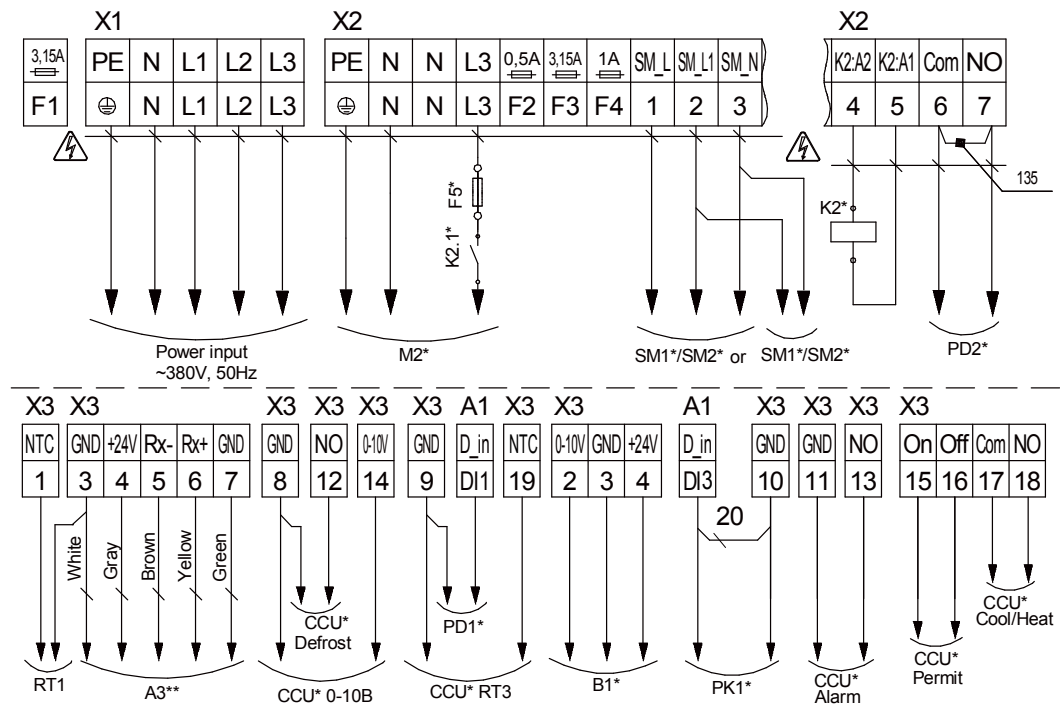 X1 X2 X2
3,15A PE N L1 L2 L3 PE N N L3 0,5A 3,15A 1A SM_L SM_L1 SM_N K2:A2 K2:A1 Com NO
F1 N L1 L2 L3 N N L3 F2 F3 F4 1 2 3 4 5 6 7
135
F5*
K2.1*
K2*
Power input
~380V, 50Hz
M2*
SM1*/SM2* or SM1*/SM2*
PD2*
X3 X3 X3 X3 X3 X3 A1 X3 X3 A1 X3 X3 X3 X3
NTC GND +24V Rx- Rx+ GND GND NO 0-10V GND D_in NTC 0-10V GND +24V D_in GND GND NO On Off Com NO
1 3 4 5 6 7 8 12 14 9 DI1 19 2 3 4 DI3 10 11 13 15 16 17 18
20
White
Gray
Brown
Yellow
Green
CCU*
Defrost
PD1*
CCU*
Cool/Heat
RT1
A3**
CCU* 0-10B
CCU* RT3
B1*
PK1*
CCU*
Alarm
CCU*
Permit